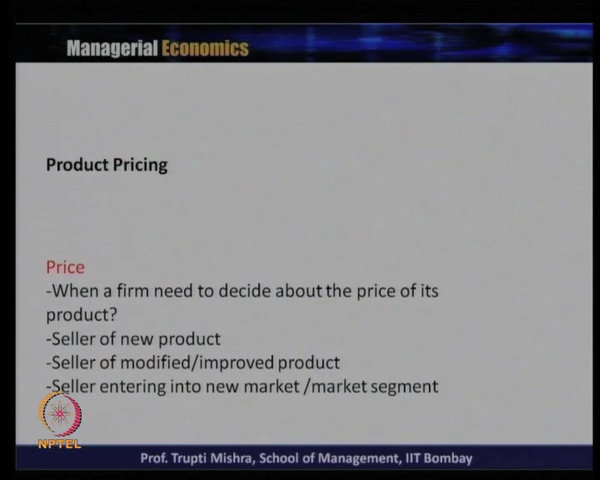 Managerial Economics
Product Pricing
Price
-When a firm need to decide about the price of its
product?
-Seller of new product
-Seller of modified/improved product
-Seller entering into new market /market segment
NPTEL
Prof. Trupti Mishra, School of Management, IIT Bombay